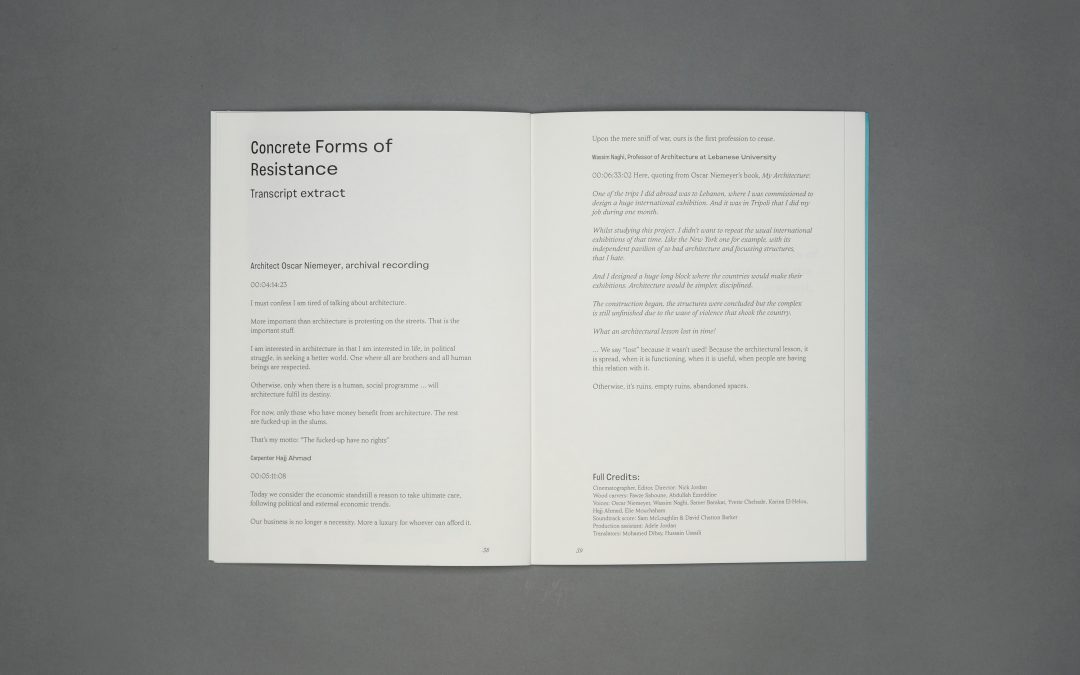 Concrete Forms of
Resistance
Transcript extract
Architect Oscar Niemeyer, archival recording
00:04:14:23
I must confess I am tired of talking about architecture.
More important than architecture is protesting on the streets. That is the
important stuff.
I am interested in architecture in that I am interested in life, in political
struggle, in seeking a better world. One where all are brothers and all human
beings are respected.
Otherwise, only when there is a human, social programme … will
architecture fulfil its destiny.
For now, only those who have money benefit from architecture. The rest
are fucked-up in the slums.
That's my motto: "The fucked-up have no rights"
Carpenter Hajj Ahmad
00:05:11:08
Today we consider the economic standstill a reason to take ultimate care,
following political and external economic trends.
Our business is no longer a necessity. More a luxury for whoever can afford it.
38
Upon the mere sniff of war, ours is the first profession to cease.
Wassim Naghi, Professor of Architecture at Lebanese University
00:06:33:02 Here, quoting from Oscar Niemeyer's book, My Architecture:
One of the trips I did abroad was to Lebanon, where I was commissioned to
design a huge international exhibition. And it was in Tripoli that I did my
job during one month.
Whilst studying this project, I didn't want to repeat the usual international
exhibitions of that time. Like the New York one for example, with its
independent pavilion of so bad architecture and focussing structures,
that I hate.
And I designed a huge long block where the countries would make their
exhibitions. Architecture would be simpler, disciplined.
The construction began, the structures were concluded but the complex
is still unfinished due to the wave of violence that shook the country.
What an architectural lesson lost in time!
… We say "lost" because it wasn't used! Because the architectural lesson, it
is spread, when it is functioning, when it is useful, when people are having
this relation with it.
Otherwise, it's ruins, empty ruins, abandoned spaces.
Full Credits:
Cinematographer, Editor, Director: Nick Jordan
Wood carvers: Fawze Sahoune, Abdullah Ezzeddine
Voices: Oscar Niemeyer, Wassim Naghi, Samer Barakat, Yvette Chehade, Karina El-Helou,
Hajj Ahmad, Elie Mouchaham
Soundtrack score: Sam McLoughlin & David Chatton Barker
Production assistant: Adele Jordan
Translators: Mohamed Dibay, Hussain
39